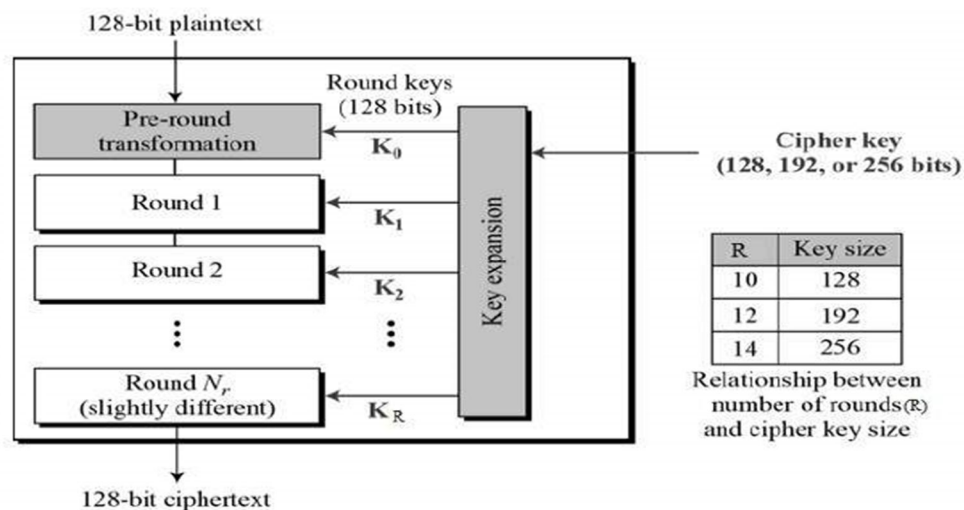 128-bit plaintext
Round keys
(128 bits)
Pre-round
transformation
K0
Cipher key
(128, 192, or 256 bits)
Round 1
K1
Key expansion
Round 2
K2
R Key size
10 128
12 192
14 256
Round Nr
(slightly different)
KR
Relationship between
number of rounds(R)
and cipher key size
128-bit ciphertext